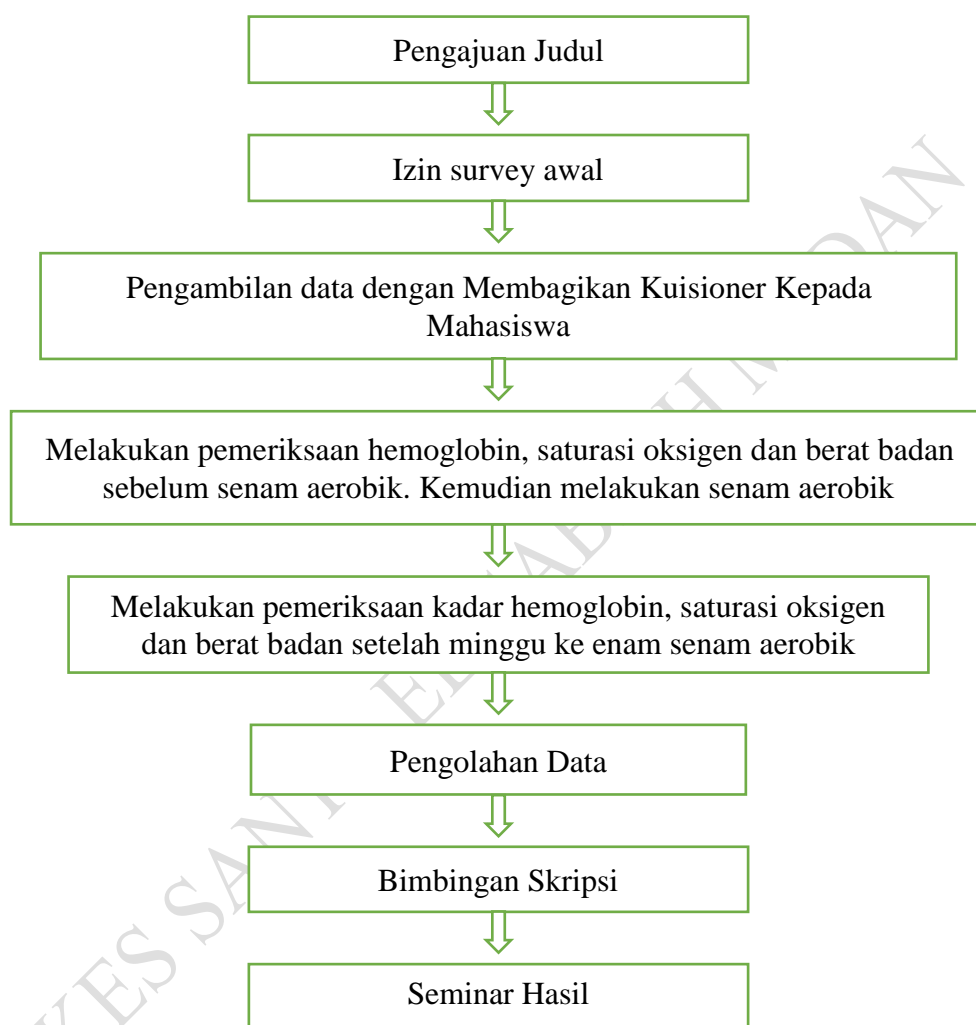 Pengajuan Judul
Izin survey awal
Pengambilan data dengan Membagikan Kuisioner Kepada
Mahasiswa
Melakukan pemeriksaan hemoglobin, saturasi oksigen dan berat badan
sebelum senam aerobik. Kemudian melakukan senam aerobik
Melakukan pemeriksaan kadar hemoglobin, saturasi oksigen
dan berat badan setelah minggu ke enam senam aerobik
Pengolahan Data
Bimbingan Skripsi
Seminar Hasil